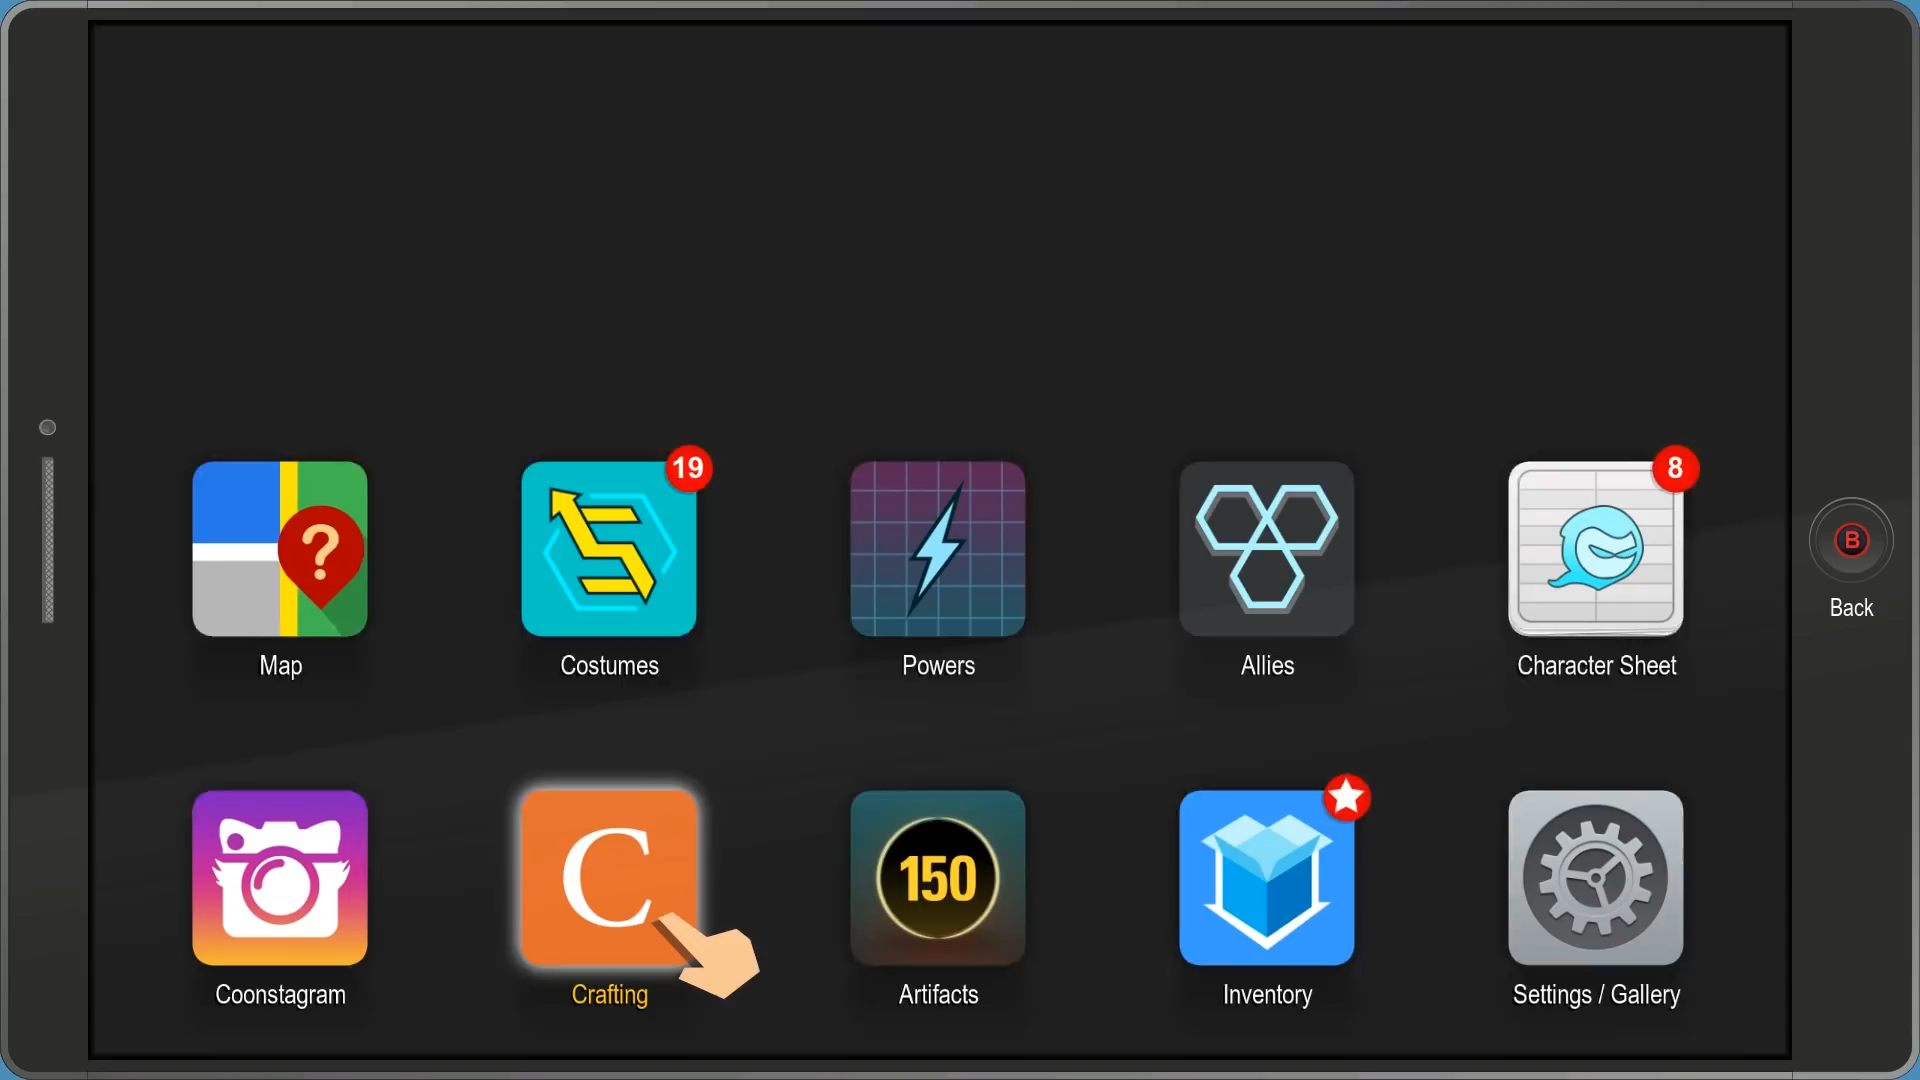 19
8
?
B
Map
Costumes
Powers
Allies
Character Sheet
Back
C
150
Coonstagram
Crafting
Artifacts
Inventory
Settings / Gallery